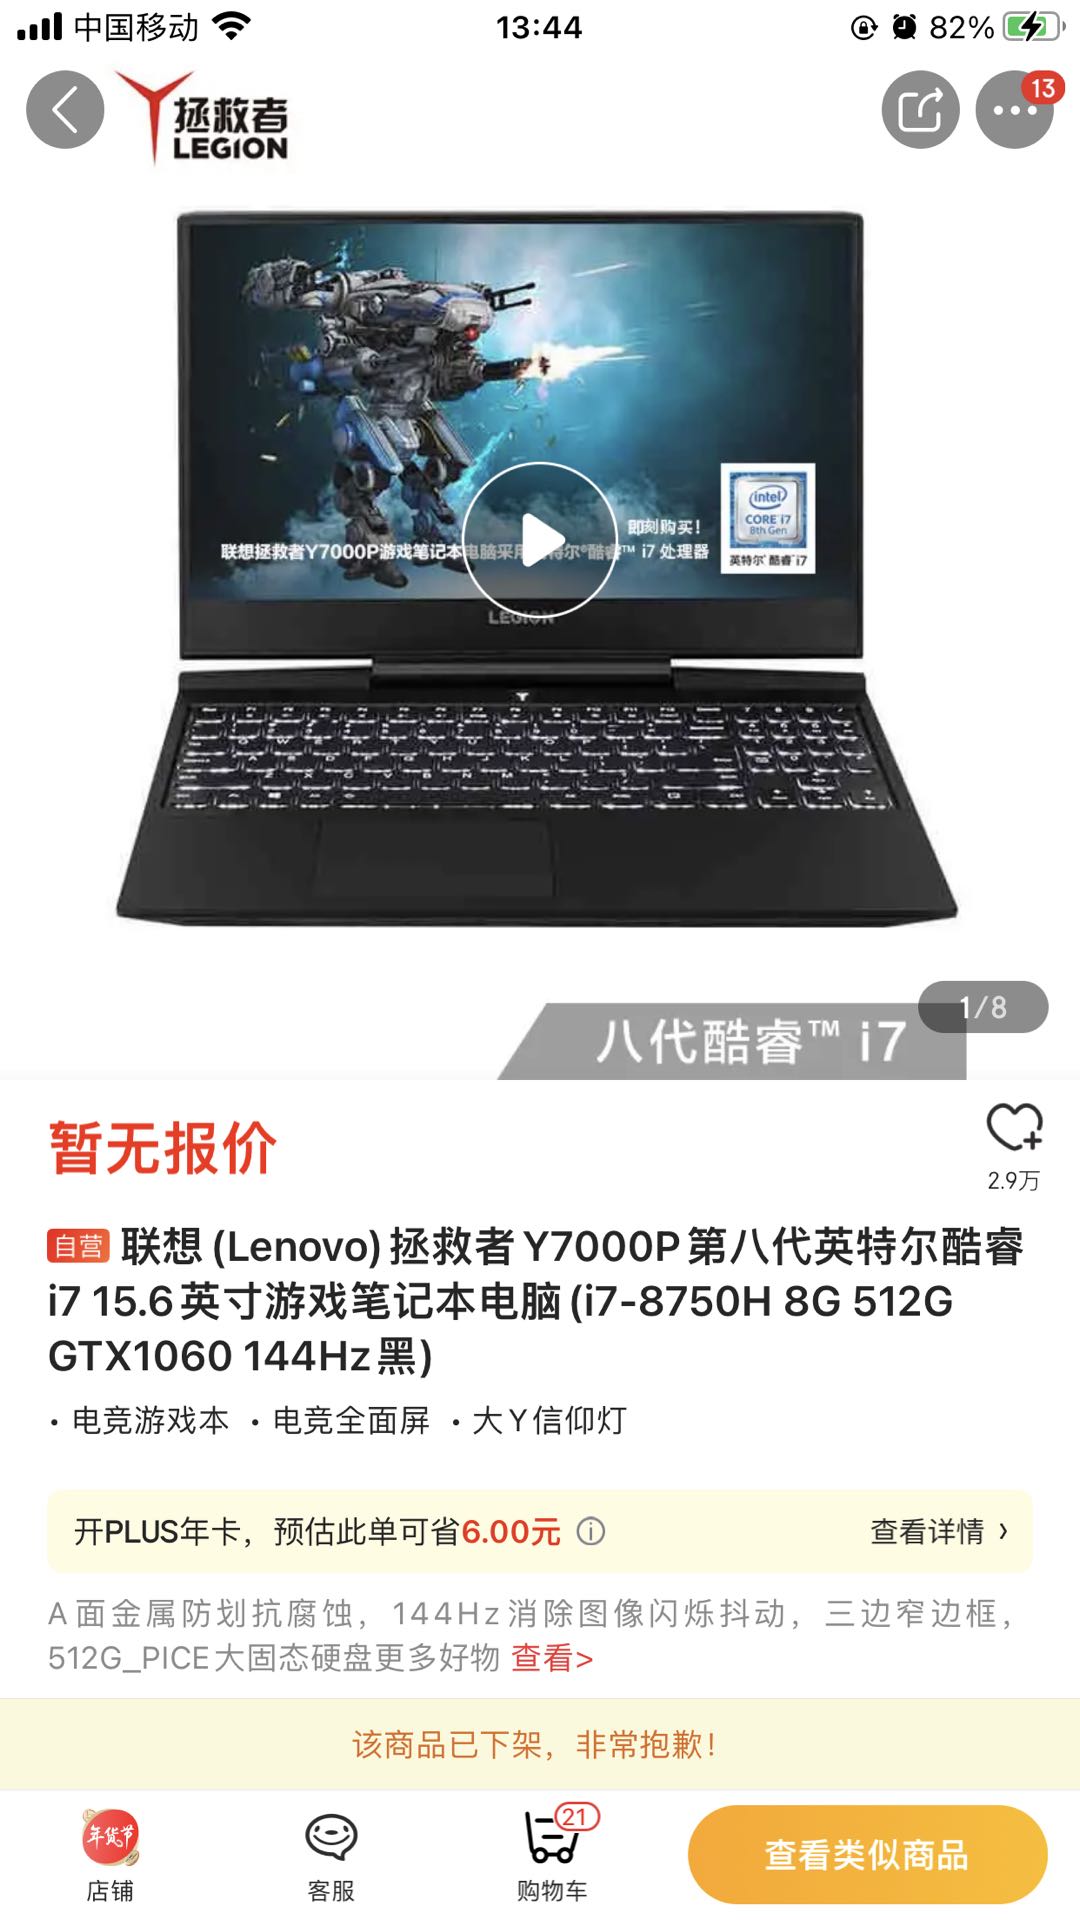 中国移动
13:44
82%
拯救者
LEGION
13
即刻购买！
联想拯救者Y7000P游戏笔记本电脑采用英特尔®酷睿™ i7 处理器
intel
CORE i7
8th Gen
英特尔® 酷睿™ i7
LEGION
八代酷睿™ i7
1/8
暂无报价
2.9万
自营 联想 (Lenovo) 拯救者 Y7000P 第八代英特尔酷睿
i7 15.6英寸游戏笔记本电脑(i7-8750H 8G 512G
GTX1060 144Hz黑)
· 电竞游戏本 · 电竞全面屏 · 大Y信仰灯
开PLUS年卡，预估此单可省6.00元 查看详情 ›
A面金属防划抗腐蚀，144Hz消除图像闪烁抖动，三边窄边框，
512G_PICE大固态硬盘更多好物 查看>
该商品已下架，非常抱歉！
年货节
21
店铺
客服
购物车
查看类似商品